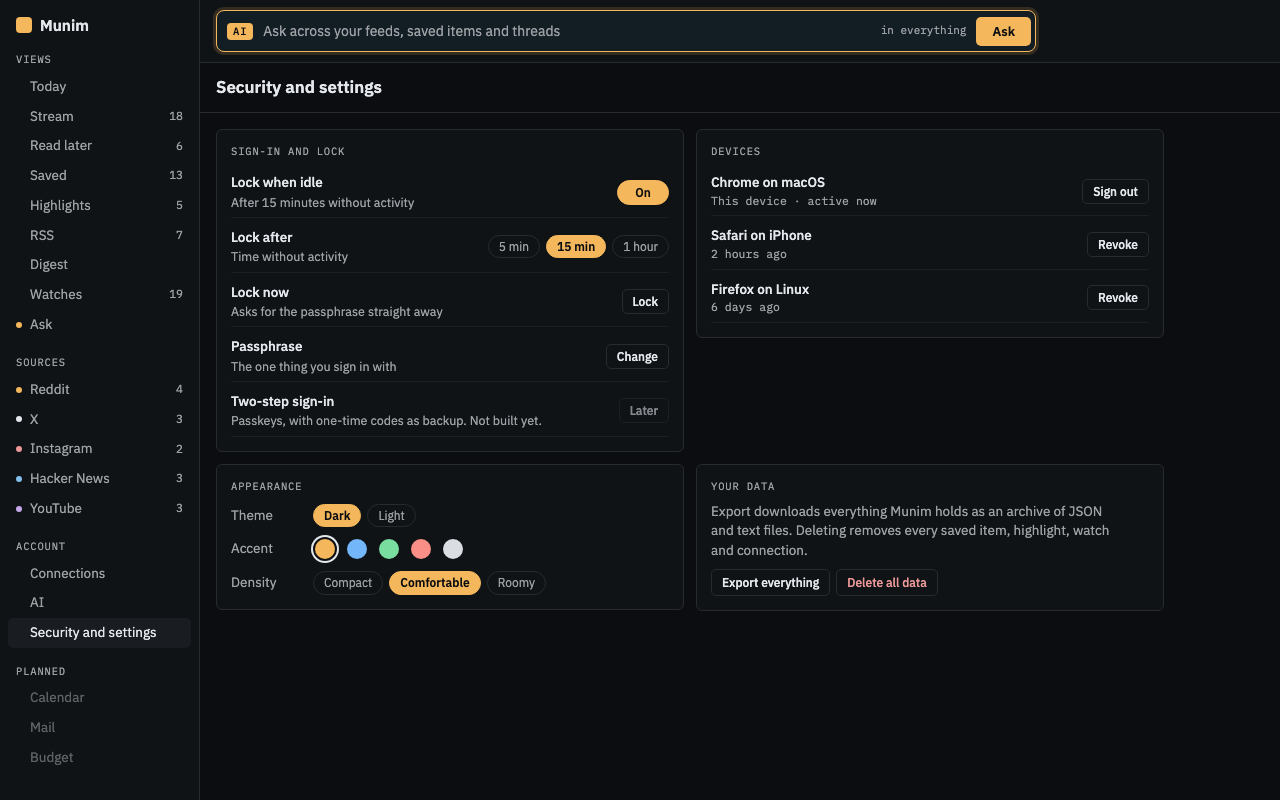 Munim
VIEWS
Today
Stream 18
Read later 6
Saved 13
Highlights 5
RSS 7
Digest
Watches 19
Ask
SOURCES
Reddit 4
X 3
Instagram 2
Hacker News 3
YouTube 3
ACCOUNT
Connections
AI
Security and settings
PLANNED
Calendar
Mail
Budget
AI Ask across your feeds, saved items and threads in everything Ask
Security and settings
SIGN-IN AND LOCK
Lock when idle
After 15 minutes without activity
On
Lock after
Time without activity
5 min 15 min 1 hour
Lock now
Asks for the passphrase straight away
Lock
Passphrase
The one thing you sign in with
Change
Two-step sign-in
Passkeys, with one-time codes as backup. Not built yet.
Later
DEVICES
Chrome on macOS
This device · active now
Sign out
Safari on iPhone
2 hours ago
Revoke
Firefox on Linux
6 days ago
Revoke
APPEARANCE
Theme Dark Light
Accent
Density Compact Comfortable Roomy
YOUR DATA
Export downloads everything Munim holds as an archive of JSON
and text files. Deleting removes every saved item, highlight, watch
and connection.
Export everything Delete all data